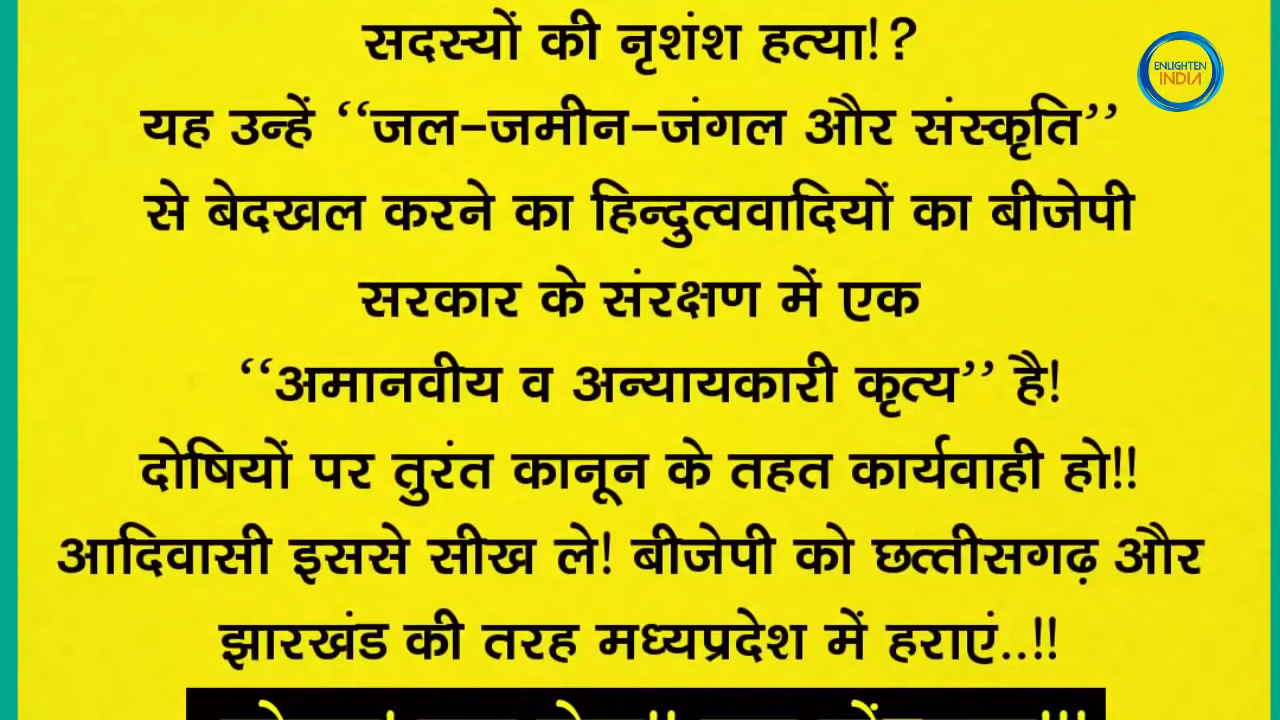 सदस्यों की नृशंश हत्या!?
ENLIGHTEN
INDIA
यह उन्हें “जल-जमीन-जंगल और संस्कृति”
से बेदखल करने का हिन्दुत्ववादियों का बीजेपी
सरकार के संरक्षण में एक
“अमानवीय व अन्यायकारी कृत्य” है!
दोषियों पर तुरंत कानून के तहत कार्यवाही हो!!
आदिवासी इससे सीख ले! बीजेपी को छत्तीसगढ़ और
झारखंड की तरह मध्यप्रदेश में हराएं..!!